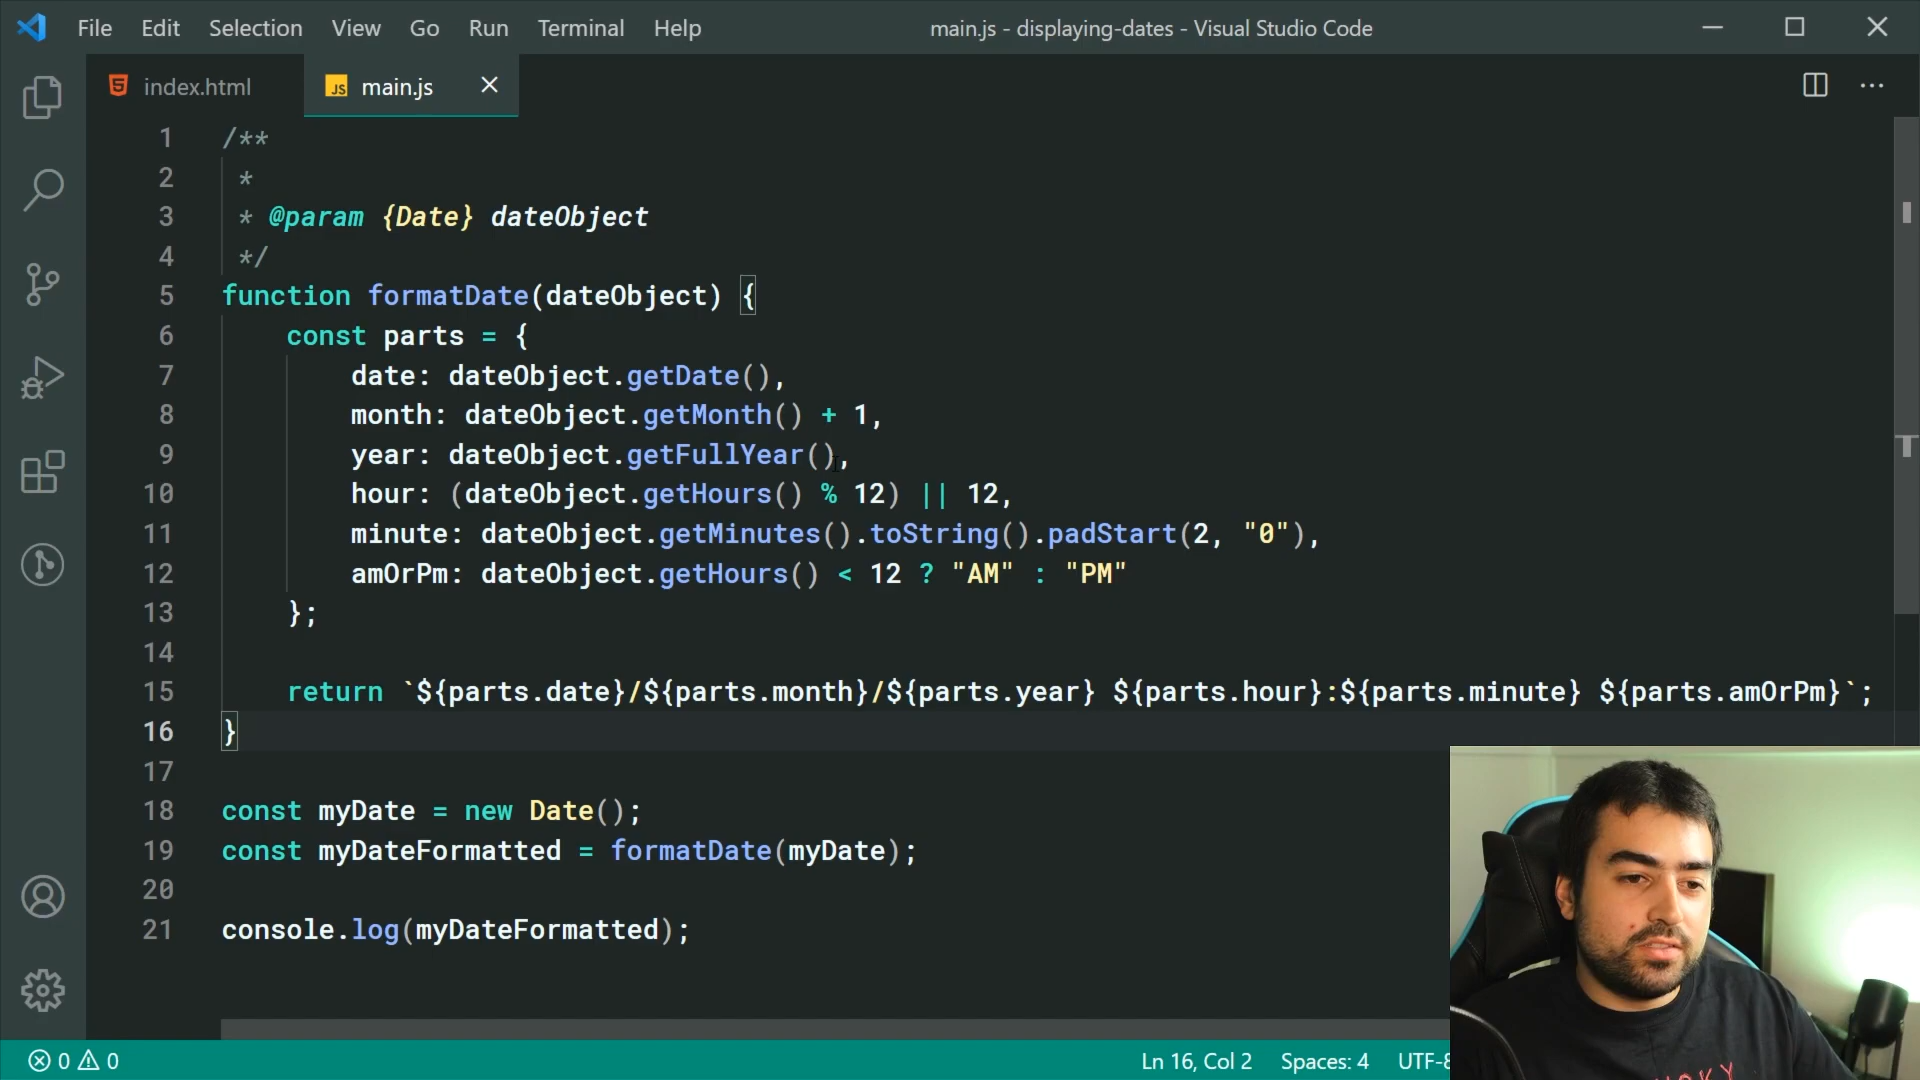 File Edit Selection View Go Run Terminal Help main.js - displaying-dates - Visual Studio Code
index.html JS main.js
1 /**
2 *
3 * @param {Date} dateObject
4 */
5 function formatDate(dateObject) {
6 const parts = {
7 date: dateObject.getDate(),
8 month: dateObject.getMonth() + 1,
9 year: dateObject.getFullYear(),
10 hour: (dateObject.getHours() % 12) || 12,
11 minute: dateObject.getMinutes().toString().padStart(2, "0"),
12 amOrPm: dateObject.getHours() < 12 ? "AM" : "PM"
13 };
14
15 return `${parts.date}/${parts.month}/${parts.year} ${parts.hour}:${parts.minute} ${parts.amOrPm}`;
16 }
17
18 const myDate = new Date();
19 const myDateFormatted = formatDate(myDate);
20
21 console.log(myDateFormatted);
0 0 Ln 16, Col 2 Spaces: 4 UTF-8